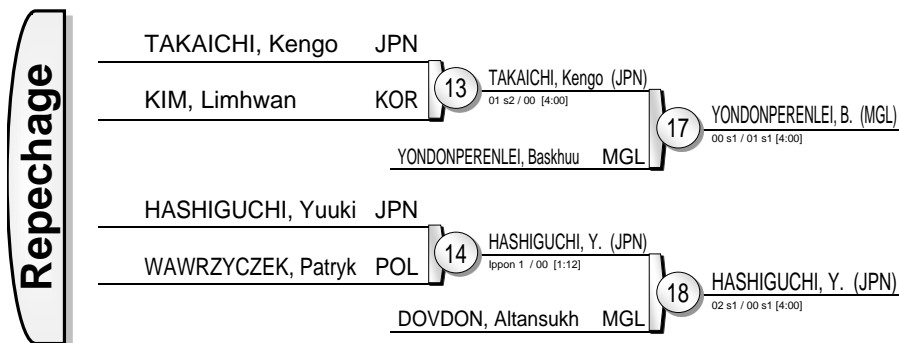 Repechage
TAKAICHI, Kengo JPN
KIM, Limhwan KOR
13
TAKAICHI, Kengo (JPN)
01 s2 / 00 [4:00]
YONDONPERENLEI, Baskhuu MGL
17
YONDONPERENLEI, B. (MGL)
00 s1 / 01 s1 [4:00]
HASHIGUCHI, Yuuki JPN
WAWRZYCZEK, Patryk POL
14
HASHIGUCHI, Y. (JPN)
Ippon 1 / 00 [1:12]
DOVDON, Altansukh MGL
18
HASHIGUCHI, Y. (JPN)
02 s1 / 00 s1 [4:00]